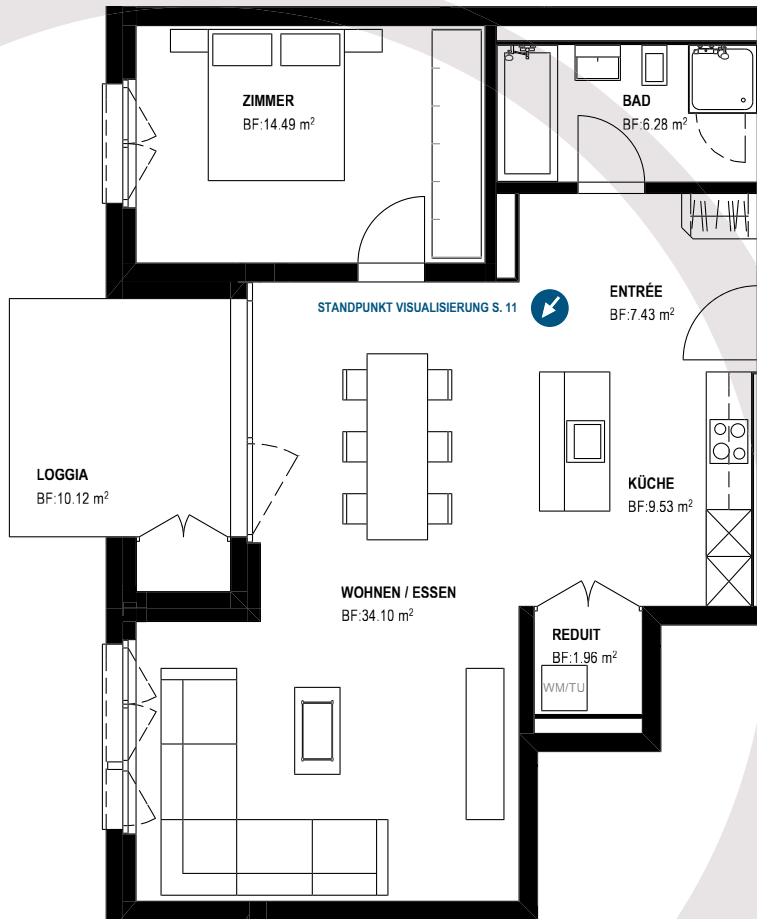 ZIMMER
BF:14.49 m²
BAD
BF:6.28 m²
STANDPUNKT VISUALISIERUNG S. 11
ENTRÉE
BF:7.43 m²
LOGGIA
BF:10.12 m²
KÜCHE
BF:9.53 m²
WOHNEN / ESSEN
BF:34.10 m²
REDUIT
BF:1.96 m²
WM/TU